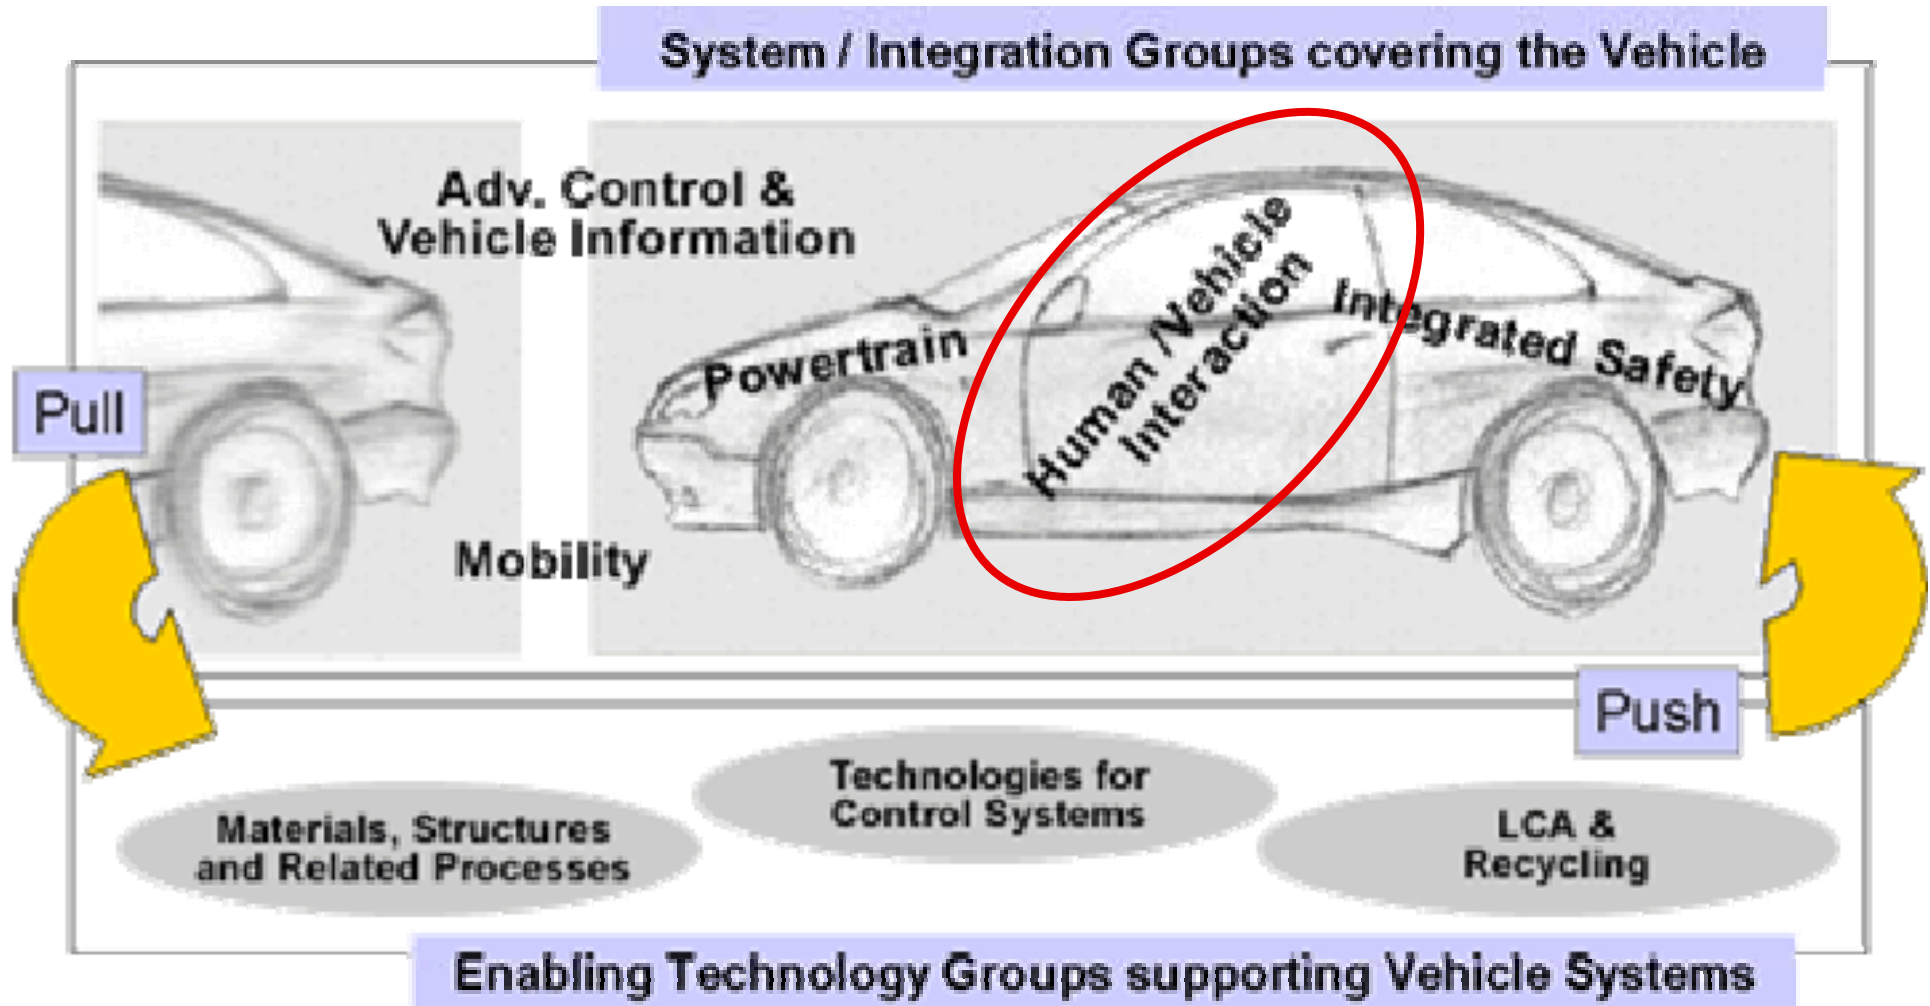 System / Integration Groups covering the Vehicle
Adv. Control &
Vehicle Information
Powertrain
Human /Vehicle
Interaction
Integrated Safety
Pull
Mobility
Push
Technologies for
Control Systems
Materials, Structures
and Related Processes
LCA &
Recycling
Enabling Technology Groups supporting Vehicle Systems